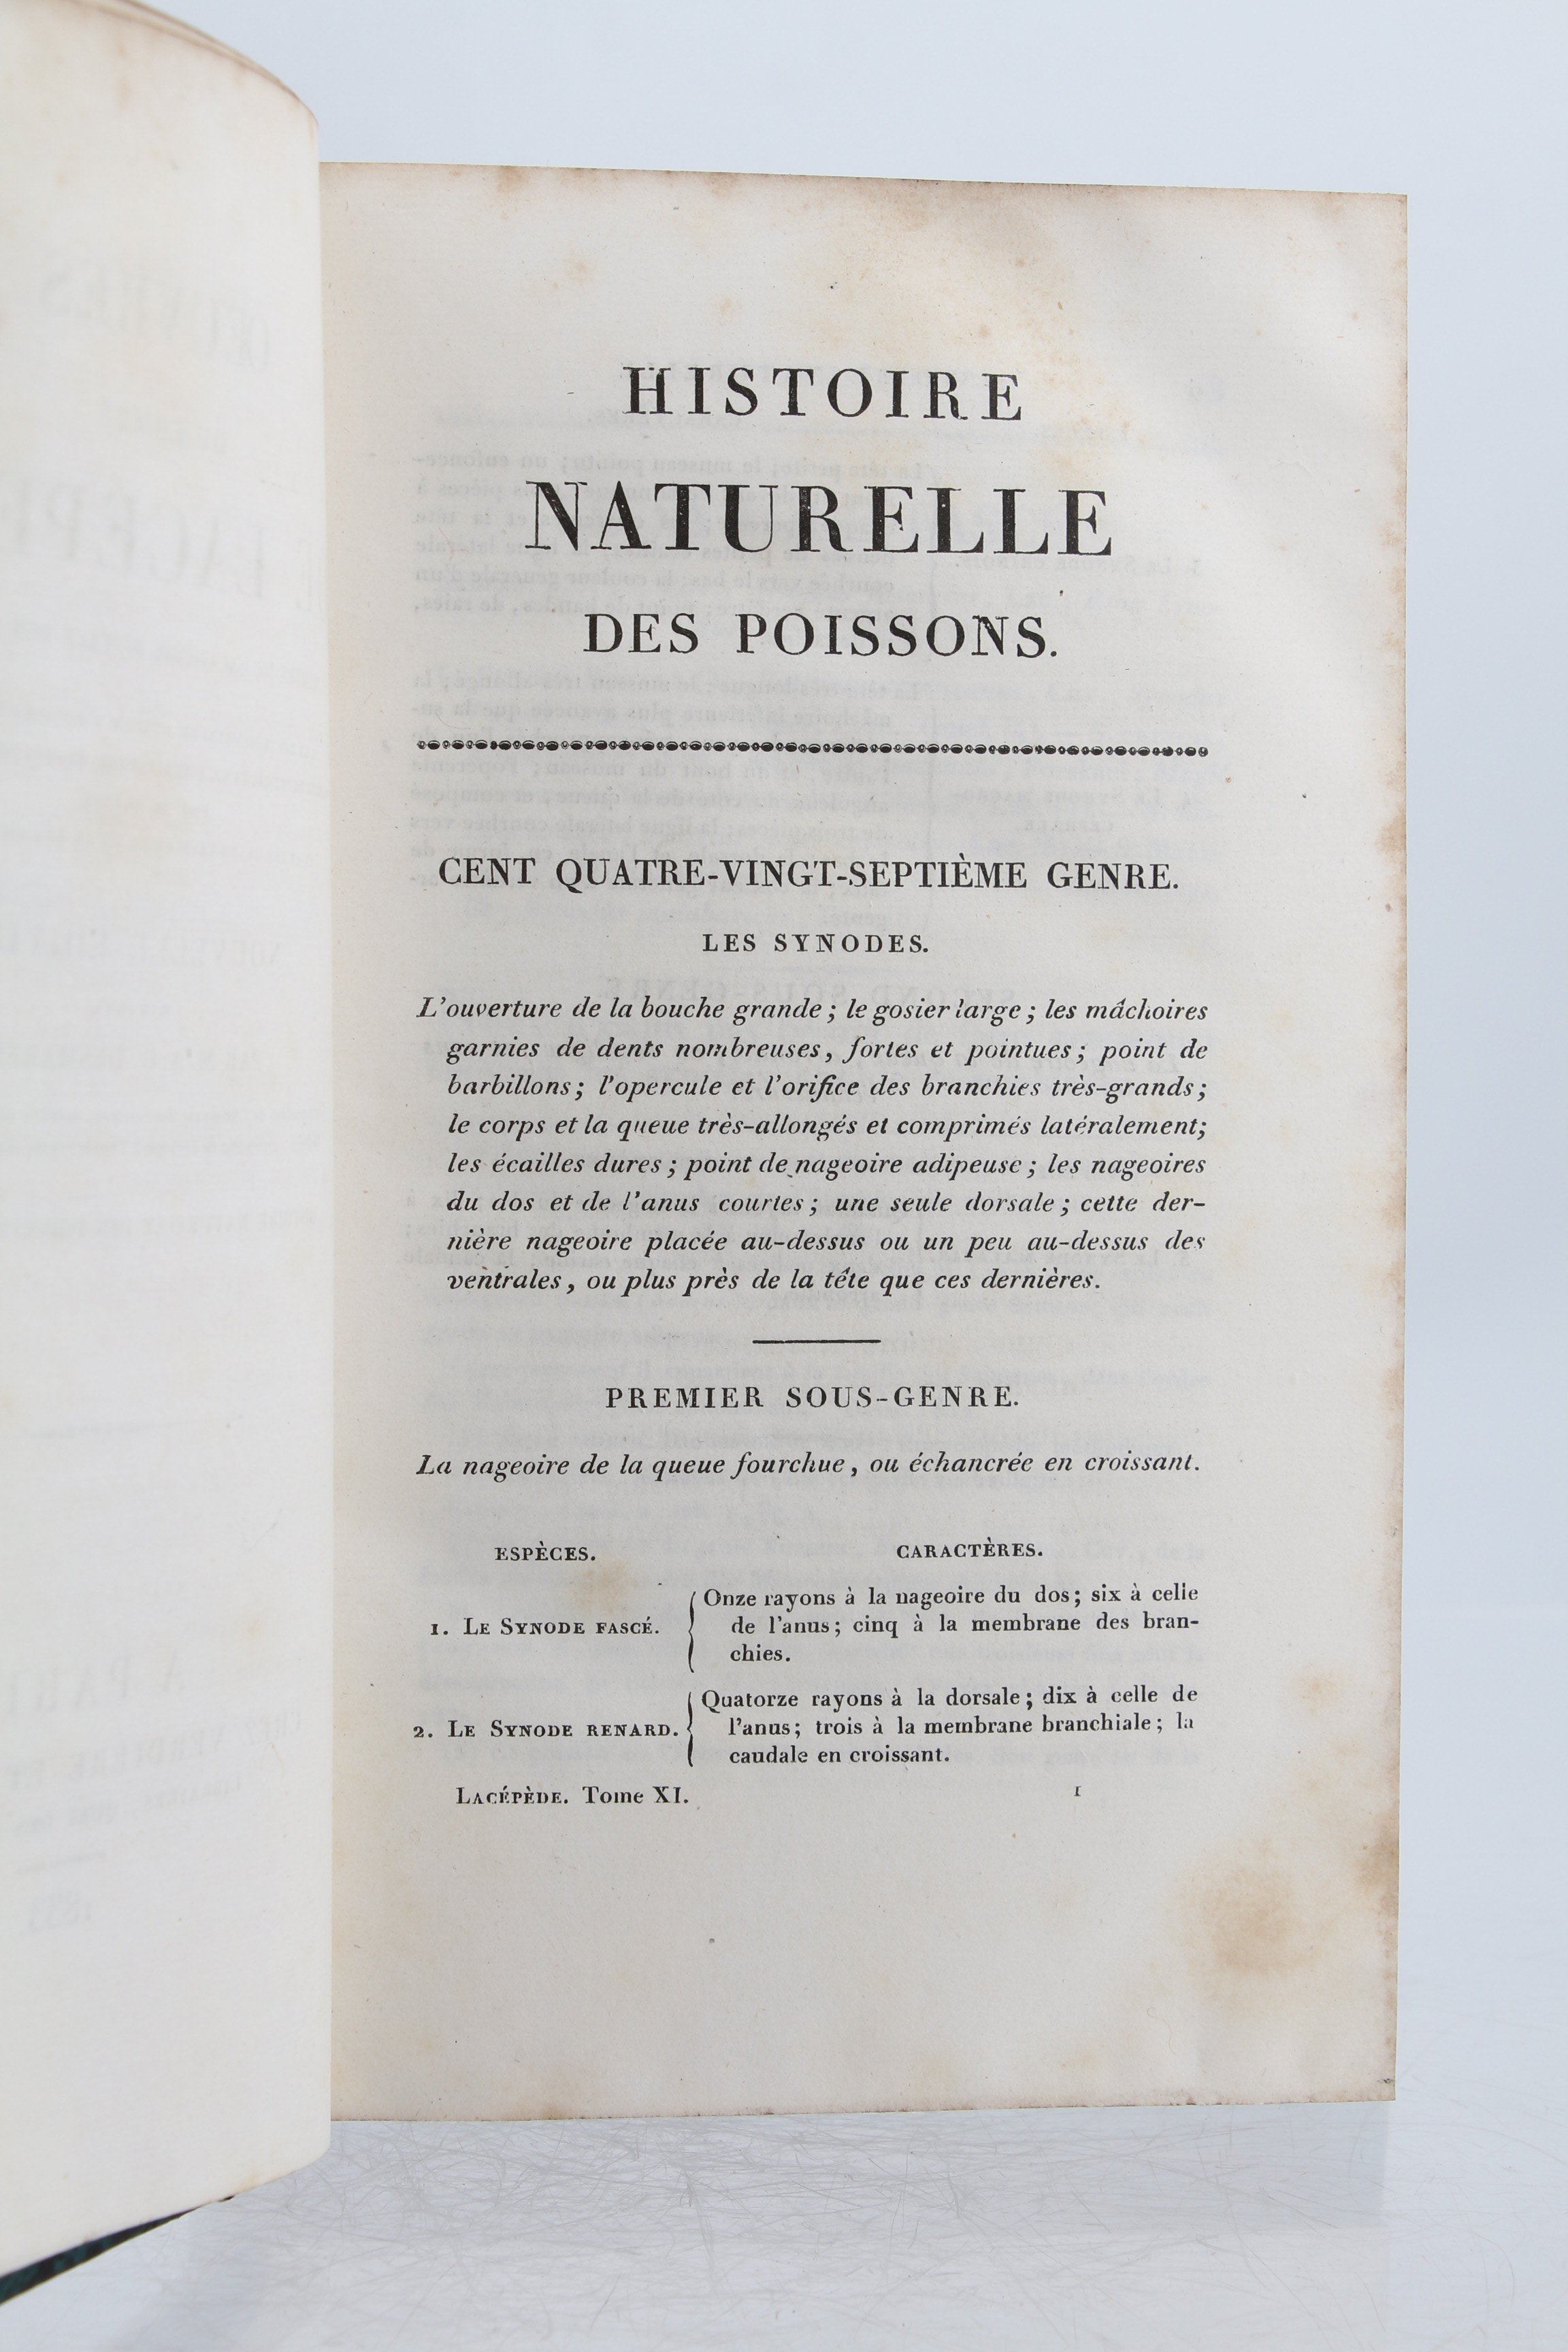 HISTOIRE
NATURELLE
DES POISSONS.
CENT QUATRE-VINGT-SEPTIÈME GENRE.
LES SYNODES.
L'ouverture de la bouche grande ; le gosier large ; les mâchoires
garnies de dents nombreuses, fortes et pointues ; point de
barbillons ; l'opercule et l'orifice des branchies très-grands ;
le corps et la queue très-allongés et comprimés latéralement;
les écailles dures ; point de nageoire adipeuse ; les nageoires
du dos et de l'anus courtes ; une seule dorsale ; cette der-
nière nageoire placée au-dessus ou un peu au-dessus des
ventrales, ou plus près de la tête que ces dernières.
PREMIER SOUS-GENRE.
La nageoire de la queue fourchue, ou échancrée en croissant.
ESPÈCES. CARACTÈRES.
1. LE SYNODE FASCÉ.
Onze rayons à la nageoire du dos ; six à celle
de l'anus ; cinq à la membrane des bran-
chies.
2. LE SYNODE RENARD.
Quatorze rayons à la dorsale ; dix à celle de
l'anus ; trois à la membrane branchiale ; la
caudale en croissant.
LACÉPÈDE. Tome XI. 1